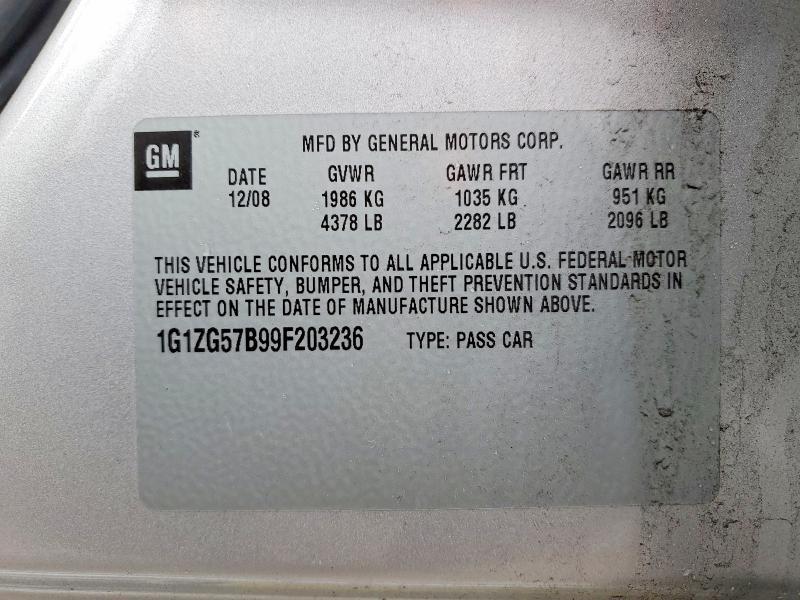 GM®
MFD BY GENERAL MOTORS CORP.
DATE GVWR GAWR FRT GAWR RR
12/08 1986 KG 1035 KG 951 KG
4378 LB 2282 LB 2096 LB
THIS VEHICLE CONFORMS TO ALL APPLICABLE U.S. FEDERAL MOTOR
VEHICLE SAFETY, BUMPER, AND THEFT PREVENTION STANDARDS IN
EFFECT ON THE DATE OF MANUFACTURE SHOWN ABOVE.
1G1ZG57B99F203236 TYPE: PASS CAR